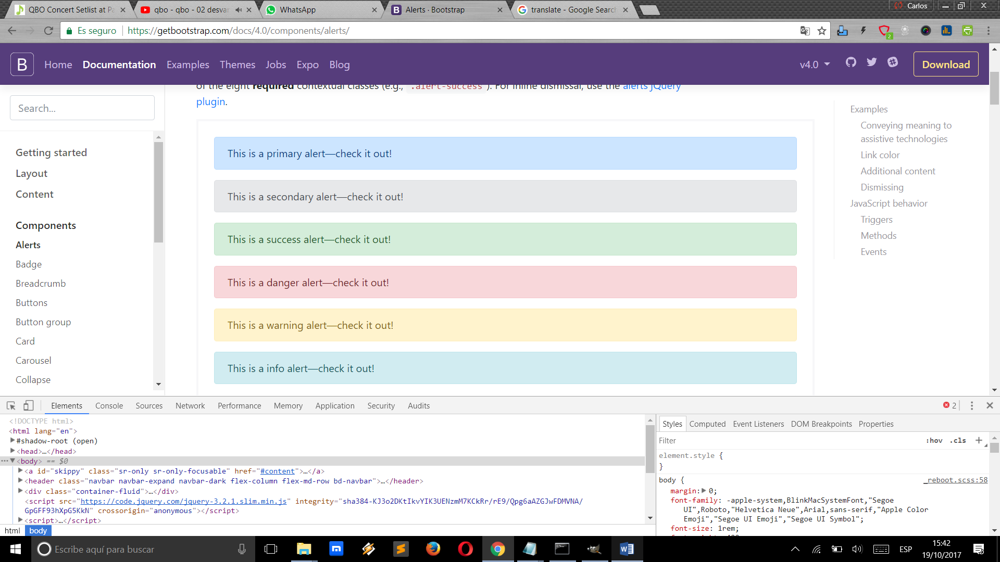 QBO Concert Setlist at Pa
qbo - qbo - 02 desvar
WhatsApp
Alerts · Bootstrap
translate - Google Search
Carlos
Es seguro
https://getbootstrap.com/docs/4.0/components/alerts/
2
B
Home
Documentation
Examples
Themes
Jobs
Expo
Blog
v4.0
Download
of the eight required contextual classes (e.g., .alert-success ). For inline dismissal, use the alerts jQuery
plugin.
Search...
Getting started
Layout
Content
Components
Alerts
Badge
Breadcrumb
Buttons
Button group
Card
Carousel
Collapse
This is a primary alert—check it out!
This is a secondary alert—check it out!
This is a success alert—check it out!
This is a danger alert—check it out!
This is a warning alert—check it out!
This is a info alert—check it out!
Examples
Conveying meaning to
assistive technologies
Link color
Additional content
Dismissing
JavaScript behavior
Triggers
Methods
Events
Elements
Console
Sources
Network
Performance
Memory
Application
Security
Audits
2
<!DOCTYPE html>
<html lang="en">
#shadow-root (open)
<head>…</head>
<body> == $0
<a id="skippy" class="sr-only sr-only-focusable" href="#content">…</a>
<header class="navbar navbar-expand navbar-dark flex-column flex-md-row bd-navbar">…</header>
<div class="container-fluid">…</div>
<script src="https://code.jquery.com/jquery-3.2.1.slim.min.js" integrity="sha384-KJ3o2DKtIkvYIK3UENzmM7KCkRr/rE9/Qpg6aAZGJwFDMVNA/
GpGFF93hXpG5KkN" crossorigin="anonymous"></script>
<script>…</script>
html
body
Styles
Computed
Event Listeners
DOM Breakpoints
Properties
Filter
:hov
.cls
element.style {
}
body {
_reboot.scss:58
margin: 0;
font-family: -apple-system,BlinkMacSystemFont,"Segoe
UI",Roboto,"Helvetica Neue",Arial,sans-serif,"Apple Color
Emoji","Segoe UI Emoji","Segoe UI Symbol";
font-size: 1rem;
Escribe aquí para buscar
ESP
15:42
19/10/2017